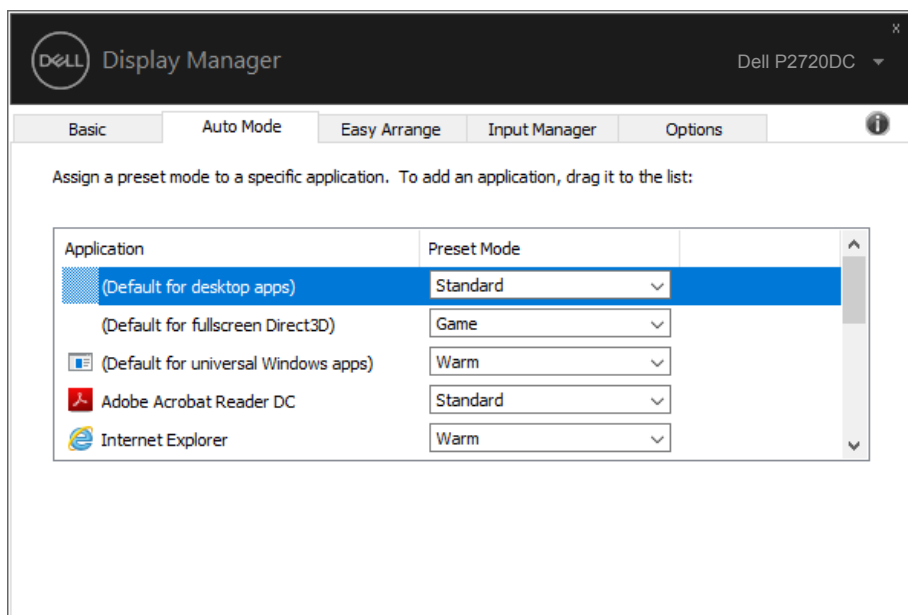 x
DELL Display Manager Dell P2720DC
Basic Auto Mode Easy Arrange Input Manager Options
Assign a preset mode to a specific application. To add an application, drag it to the list:
Application Preset Mode
(Default for desktop apps) Standard
(Default for fullscreen Direct3D) Game
(Default for universal Windows apps) Warm
Adobe Acrobat Reader DC Standard
Internet Explorer Warm